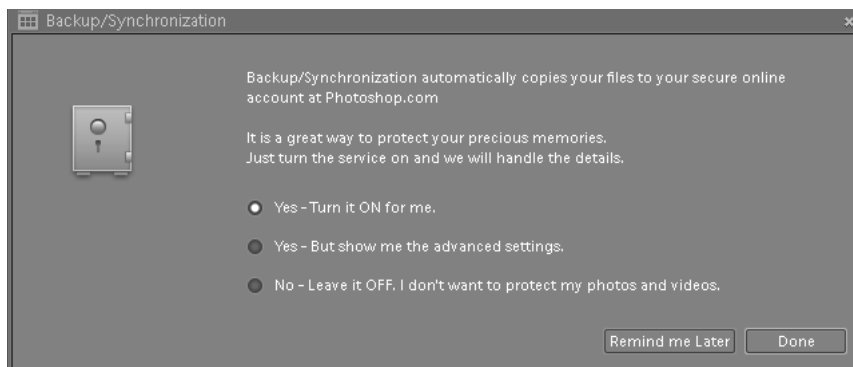 Backup/Synchronization
Backup/Synchronization automatically copies your files to your secure online
account at Photoshop.com
It is a great way to protect your precious memories.
Just turn the service on and we will handle the details.
Yes - Turn it ON for me.
Yes - But show me the advanced settings.
No - Leave it OFF. I don't want to protect my photos and videos.
Remind me Later
Done